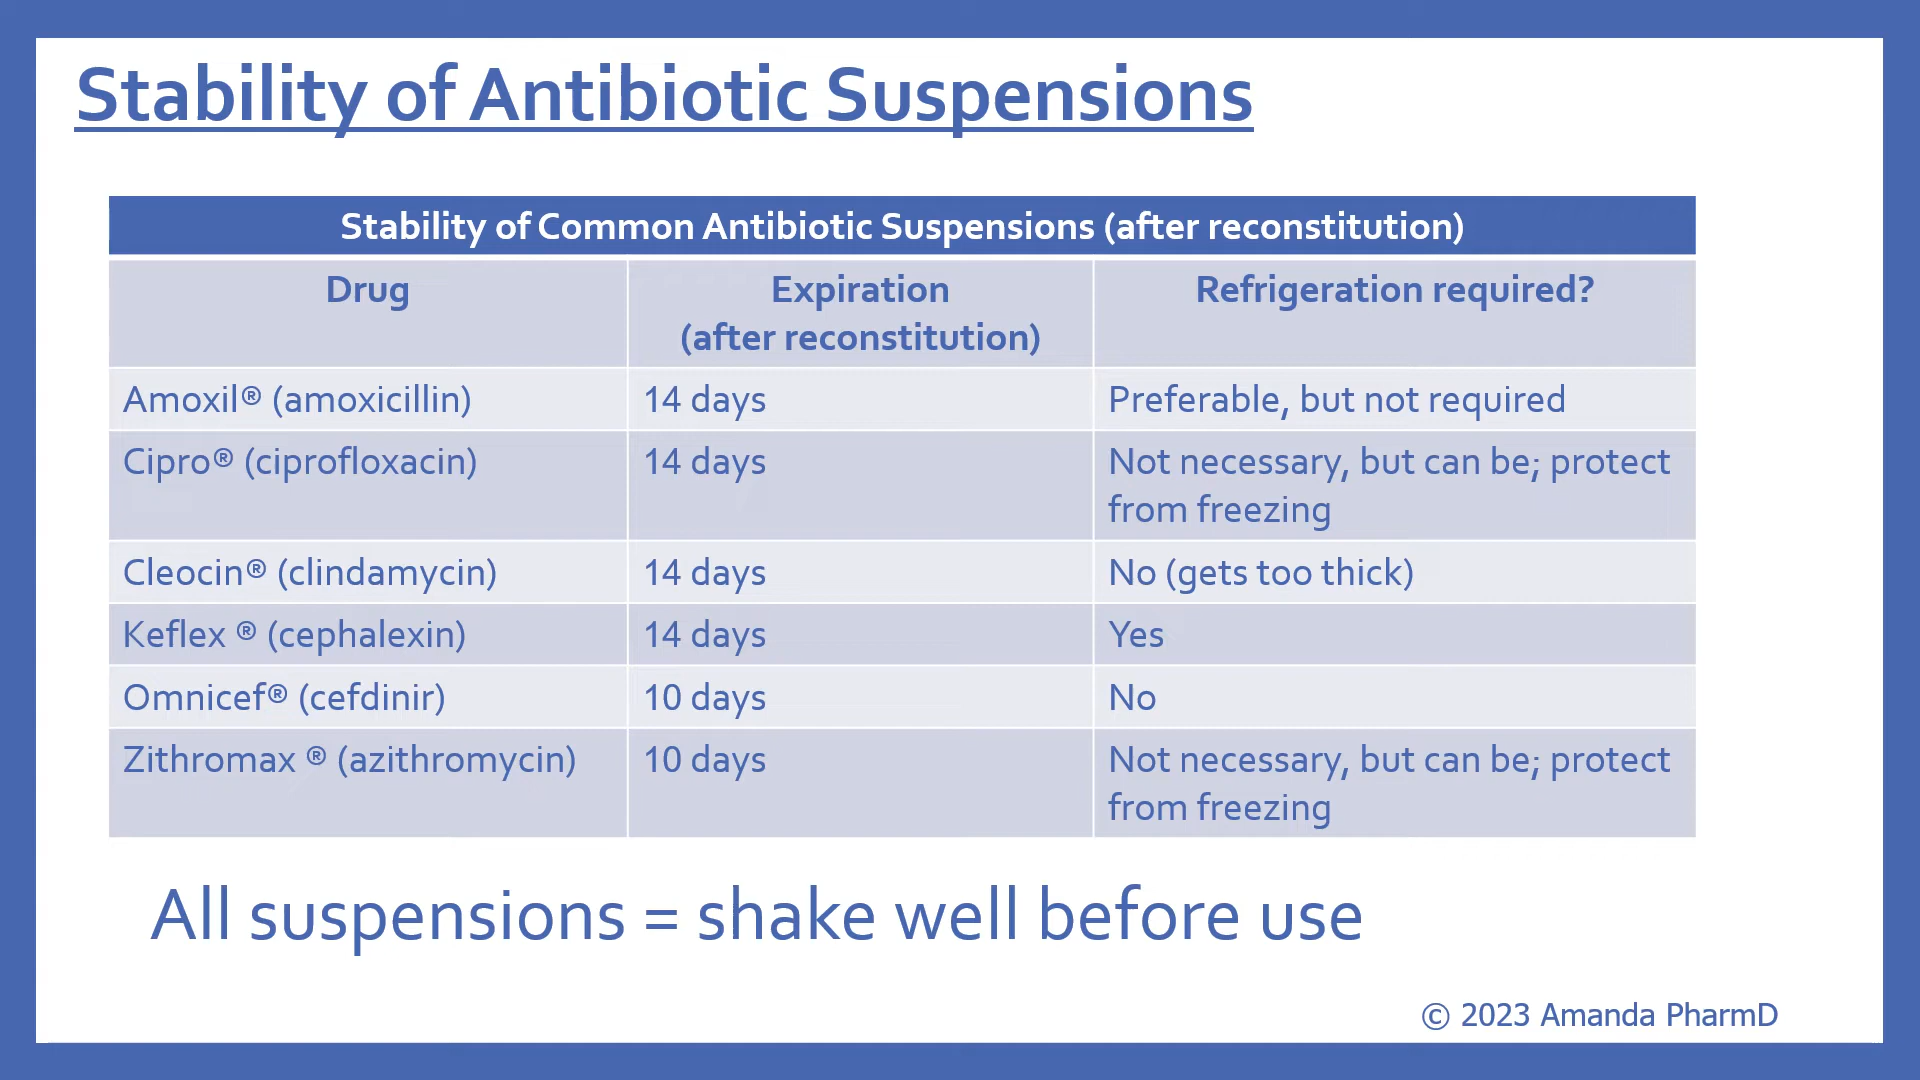 Stability of Antibiotic Suspensions
Stability of Common Antibiotic Suspensions (after reconstitution)
Drug
Expiration
(after reconstitution)
Refrigeration required?
Amoxil® (amoxicillin)
14 days
Preferable, but not required
Cipro® (ciprofloxacin)
14 days
Not necessary, but can be; protect
from freezing
Cleocin® (clindamycin)
14 days
No (gets too thick)
Keflex ® (cephalexin)
14 days
Yes
Omnicef® (cefdinir)
10 days
No
Zithromax ® (azithromycin)
10 days
Not necessary, but can be; protect
from freezing
All suspensions = shake well before use
© 2023 Amanda PharmD